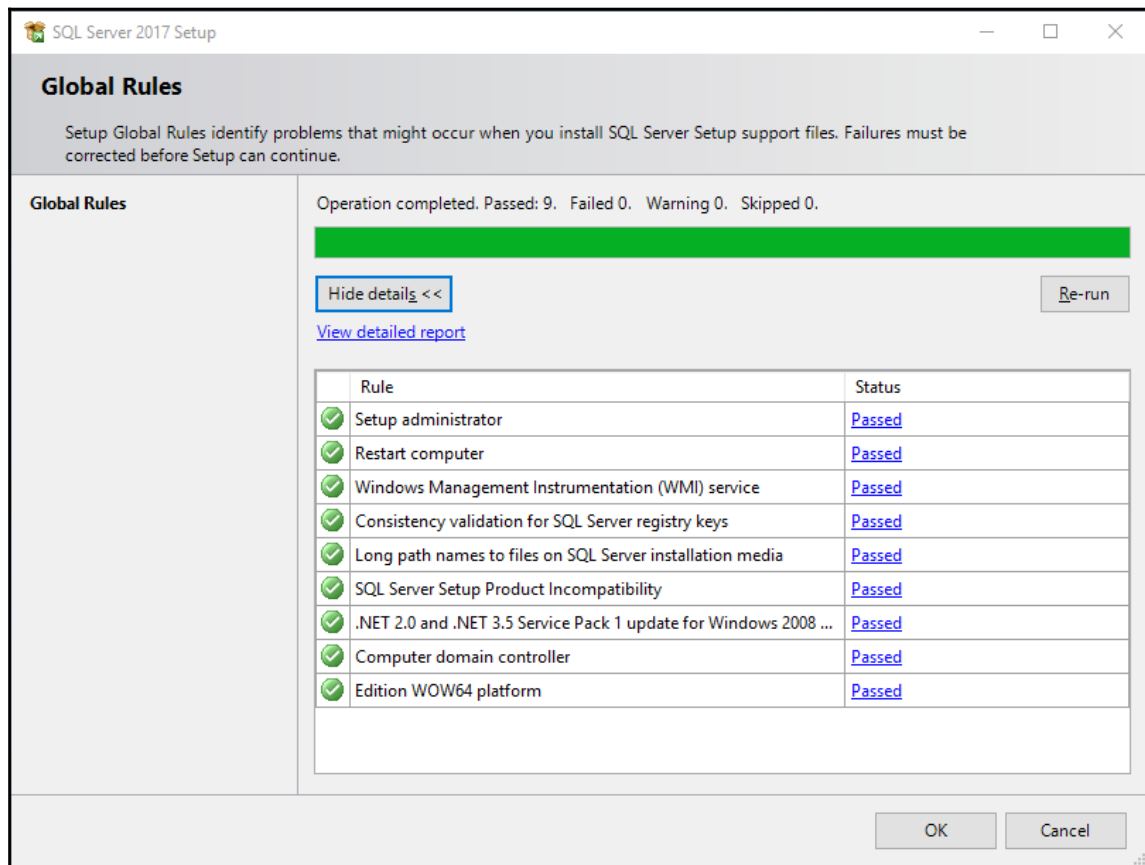 SQL Server 2017 Setup
Global Rules
Setup Global Rules identify problems that might occur when you install SQL Server Setup support files. Failures must be
corrected before Setup can continue.
Global Rules
Operation completed. Passed: 9. Failed 0. Warning 0. Skipped 0.
Hide details <<
Re-run
View detailed report
Rule Status
Setup administrator Passed
Restart computer Passed
Windows Management Instrumentation (WMI) service Passed
Consistency validation for SQL Server registry keys Passed
Long path names to files on SQL Server installation media Passed
SQL Server Setup Product Incompatibility Passed
.NET 2.0 and .NET 3.5 Service Pack 1 update for Windows 2008 ... Passed
Computer domain controller Passed
Edition WOW64 platform Passed
OK Cancel